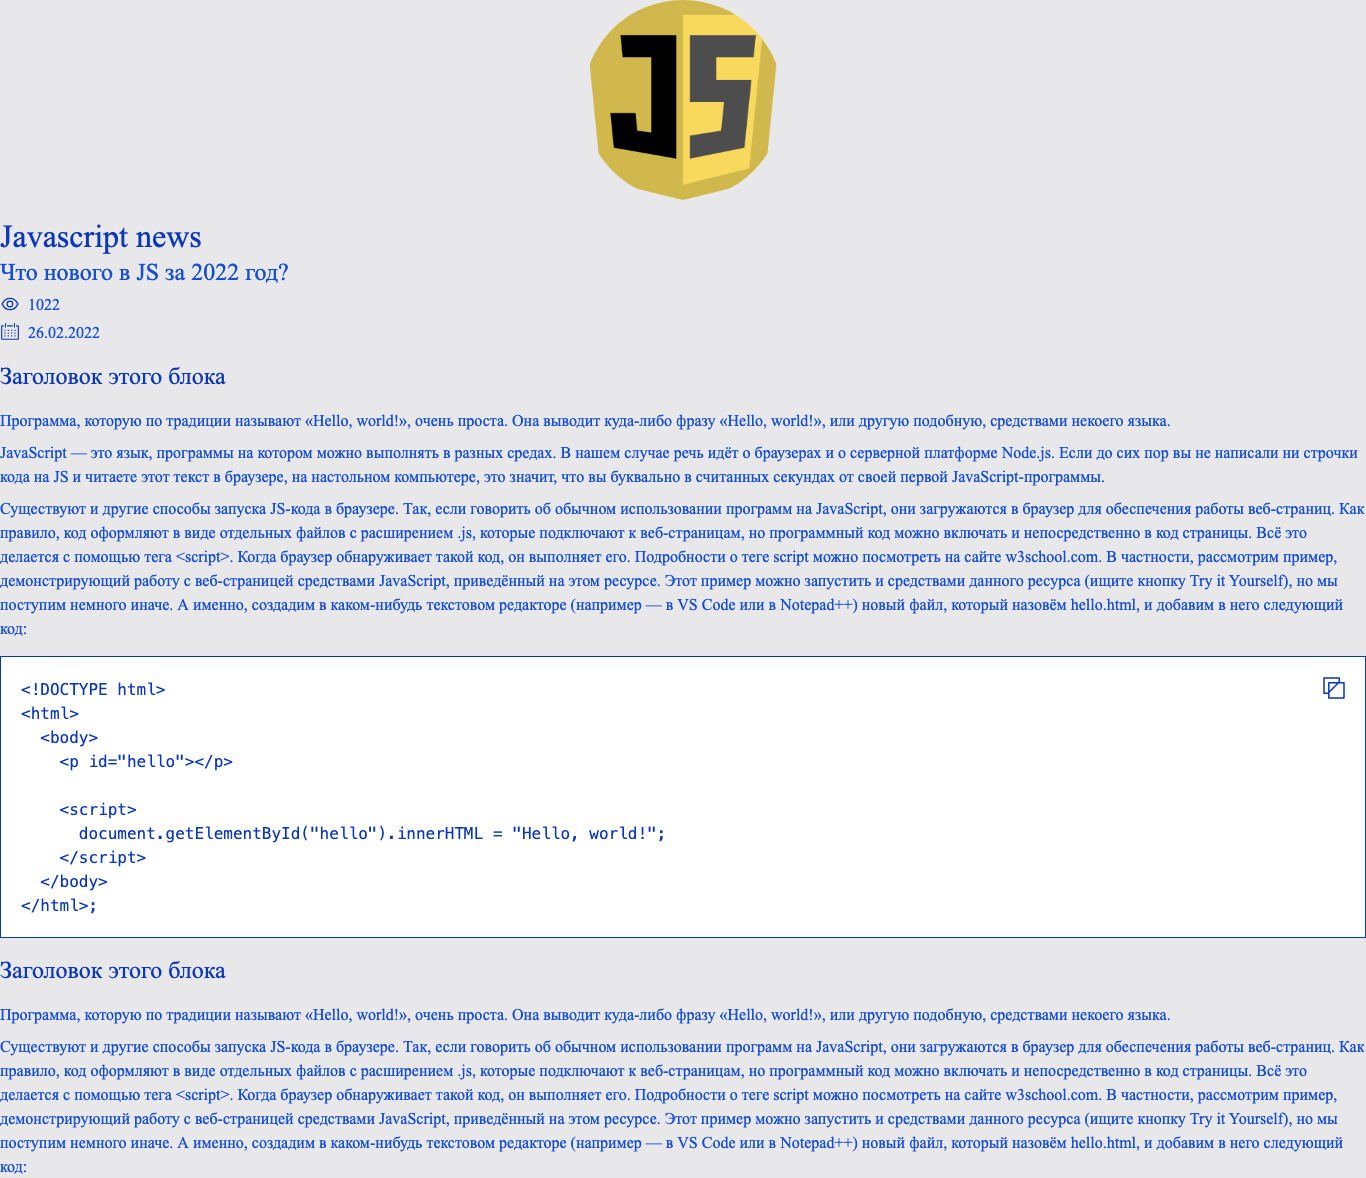 JS
Javascript news
Что нового в JS за 2022 год?
1022
26.02.2022
Заголовок этого блока
Программа, которую по традиции называют «Hello, world!», очень проста. Она выводит куда-либо фразу «Hello, world!», или другую подобную, средствами некоего языка.
JavaScript — это язык, программы на котором можно выполнять в разных средах. В нашем случае речь идёт о браузерах и о серверной платформе Node.js. Если до сих пор вы не написали ни строчки
кода на JS и читаете этот текст в браузере, на настольном компьютере, это значит, что вы буквально в считанных секундах от своей первой JavaScript-программы.
Существуют и другие способы запуска JS-кода в браузере. Так, если говорить об обычном использовании программ на JavaScript, они загружаются в браузер для обеспечения работы веб-страниц. Как
правило, код оформляют в виде отдельных файлов с расширением .js, которые подключают к веб-страницам, но программный код можно включать и непосредственно в код страницы. Всё это
делается с помощью тега <script>. Когда браузер обнаруживает такой код, он выполняет его. Подробности о теге script можно посмотреть на сайте w3school.com. В частности, рассмотрим пример,
демонстрирующий работу с веб-страницей средствами JavaScript, приведённый на этом ресурсе. Этот пример можно запустить и средствами данного ресурса (ищите кнопку Try it Yourself), но мы
поступим немного иначе. А именно, создадим в каком-нибудь текстовом редакторе (например — в VS Code или в Notepad++) новый файл, который назовём hello.html, и добавим в него следующий
код:
<!DOCTYPE html>
<html>
  <body>
    <p id="hello"></p>
    <script>
      document.getElementById("hello").innerHTML = "Hello, world!";
    </script>
  </body>
</html>;
Заголовок этого блока
Программа, которую по традиции называют «Hello, world!», очень проста. Она выводит куда-либо фразу «Hello, world!», или другую подобную, средствами некоего языка.
Существуют и другие способы запуска JS-кода в браузере. Так, если говорить об обычном использовании программ на JavaScript, они загружаются в браузер для обеспечения работы веб-страниц. Как
правило, код оформляют в виде отдельных файлов с расширением .js, которые подключают к веб-страницам, но программный код можно включать и непосредственно в код страницы. Всё это
делается с помощью тега <script>. Когда браузер обнаруживает такой код, он выполняет его. Подробности о теге script можно посмотреть на сайте w3school.com. В частности, рассмотрим пример,
демонстрирующий работу с веб-страницей средствами JavaScript, приведённый на этом ресурсе. Этот пример можно запустить и средствами данного ресурса (ищите кнопку Try it Yourself), но мы
поступим немного иначе. А именно, создадим в каком-нибудь текстовом редакторе (например — в VS Code или в Notepad++) новый файл, который назовём hello.html, и добавим в него следующий
код: